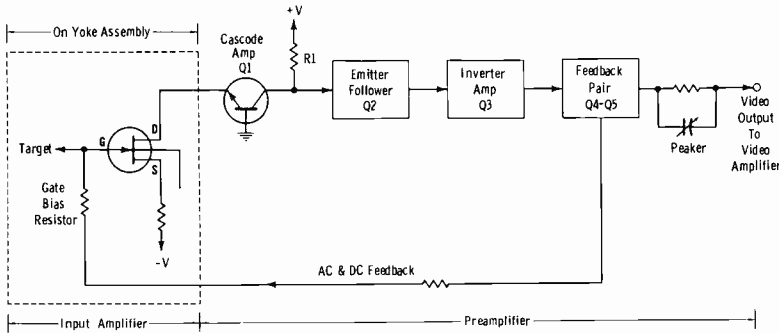 On Yoke Assembly
+V
Cascode
Amp
Q1
R1
Emitter
Follower
Q2
Inverter
Amp
Q3
Feedback
Pair
Q4-Q5
Video
Output
To
Video
Amplifier
Peaker
D
G
S
Target
Gate
Bias
Resistor
-V
AC & DC Feedback
Input Amplifier
Preamplifier